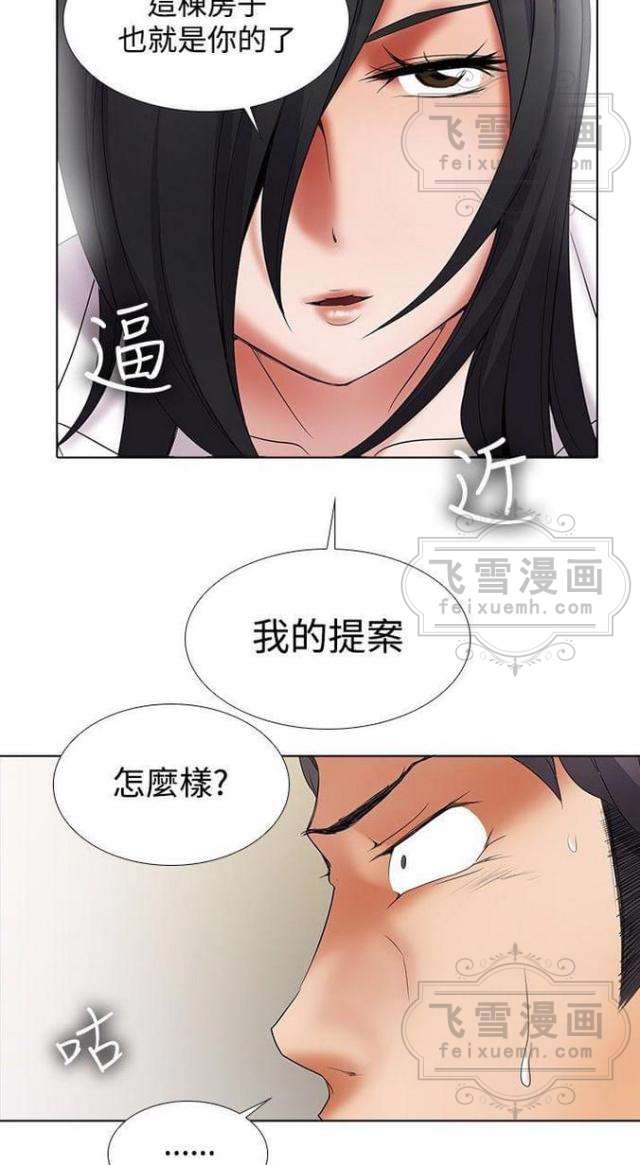 這棟房子
也就是你的了
飞雪漫画
feixuemh.com
逼
近
飞雪漫画
feixuemh.com
我的提案
怎麼樣?
飞雪漫画
feixuemh.com
咕
……